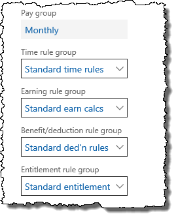 Pay group
Monthly
Time rule group
Standard time rules
Earning rule group
Standard earn calcs
Benefit/deduction rule group
Standard ded'n rules
Entitlement rule group
Standard entitlement